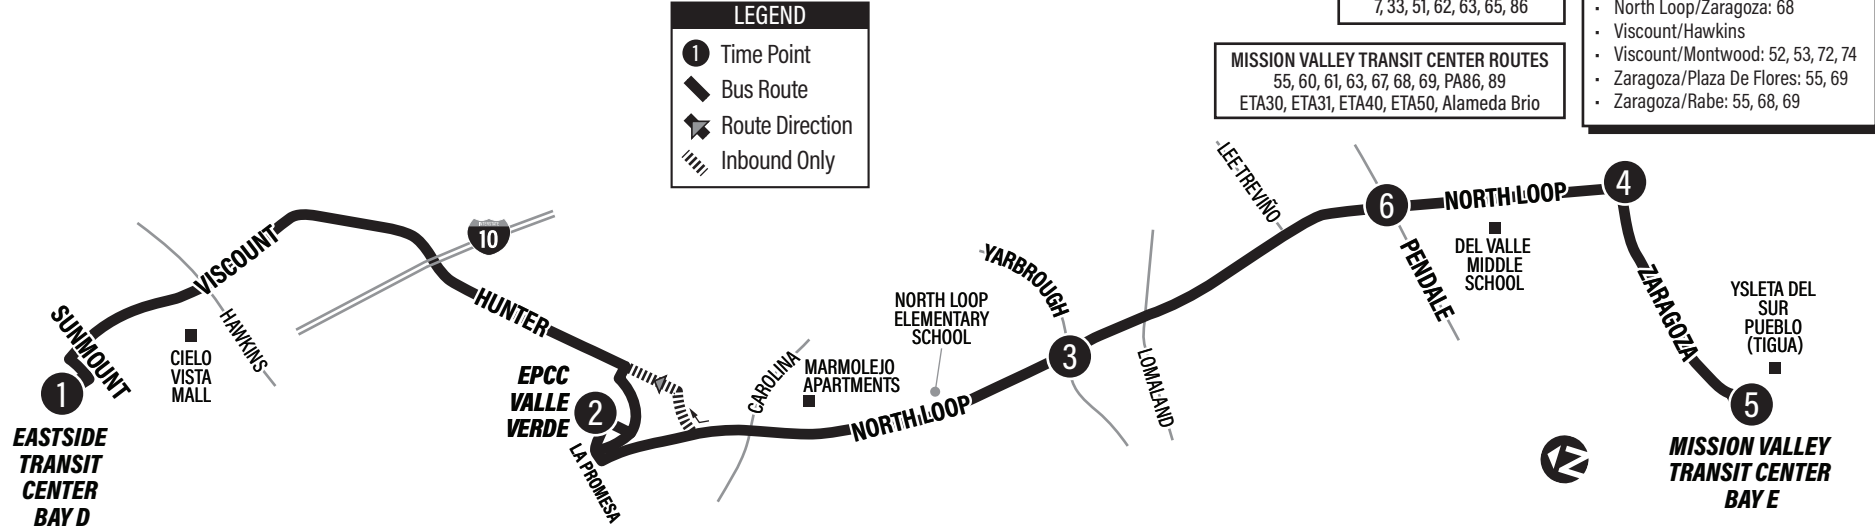 LEGEND
1 Time Point
Bus Route
Route Direction
Inbound Only
7, 33, 51, 62, 63, 65, 86
MISSION VALLEY TRANSIT CENTER ROUTES
55, 60, 61, 63, 67, 68, 69, PA86, 89
ETA30, ETA31, ETA40, ETA50, Alameda Brio
· North Loop/Zaragoza: 68
· Viscount/Hawkins
· Viscount/Montwood: 52, 53, 72, 74
· Zaragoza/Plaza De Flores: 55, 69
· Zaragoza/Rabe: 55, 68, 69
SUNMOUNT
1
EASTSIDE
TRANSIT
CENTER
BAY D
VISCOUNT
HAWKINS
CIELO
VISTA
MALL
10
HUNTER
EPCC
VALLE
VERDE
2
LA PROMESA
CAROLINA
MARMOLEJO
APARTMENTS
NORTH LOOP
NORTH LOOP
ELEMENTARY
SCHOOL
YARBROUGH
3
LOMALAND
LEE-TREVIÑO
6
PENDALE
NORTH LOOP
DEL VALLE
MIDDLE
SCHOOL
4
ZARAGOZA
YSLETA DEL
SUR
PUEBLO
(TIGUA)
5
MISSION VALLEY
TRANSIT CENTER
BAY E
N